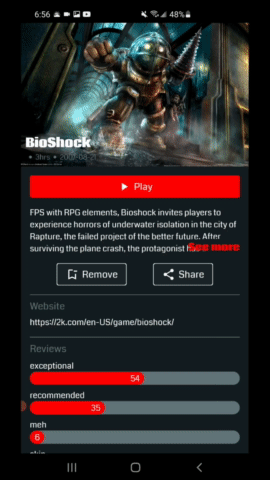 6:56
48%
BioShock
• 3hrs • 2007-08-21
Play
FPS with RPG elements, Bioshock invites players to
experience horrors of underwater isolation in the city of
Rapture, the failed project of the better future. After
surviving the plane crash, the protagonist
See more
Remove
Share
Website
https://2k.com/en-US/game/bioshock/
Reviews
exceptional
54
recommended
35
meh
6